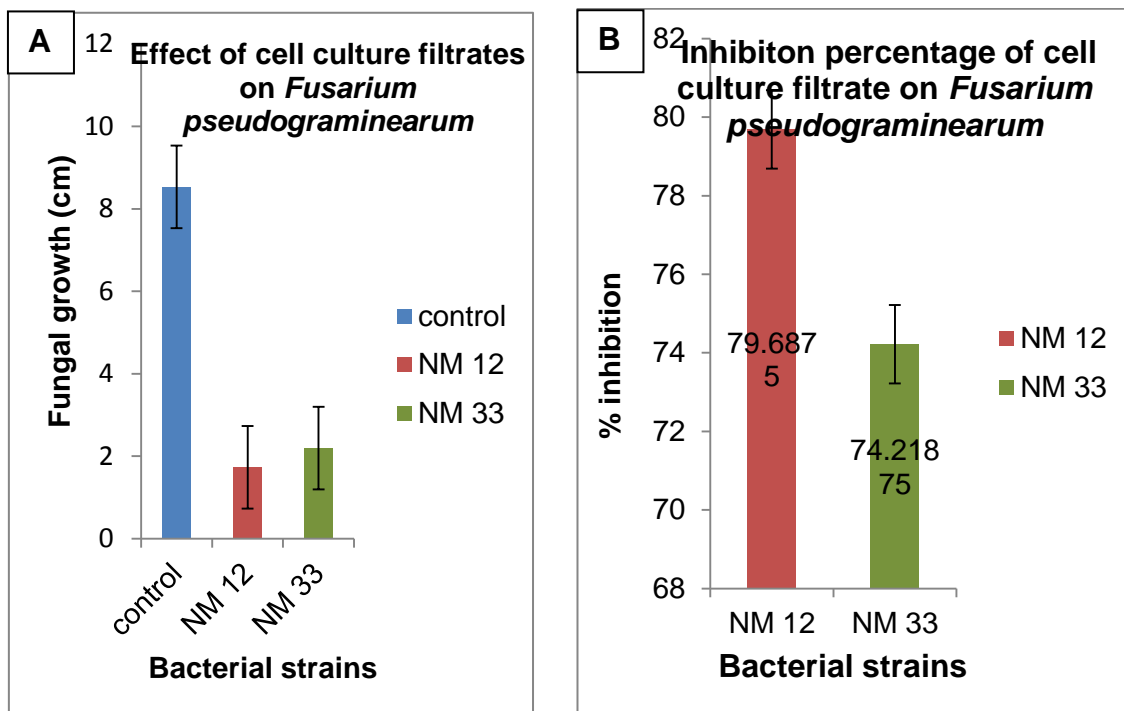 A
Effect of cell culture filtrates
on Fusarium
pseudograminearum
12
10
8
6
4
2
0
Fungal growth (cm)
control
NM 12
NM 33
control
NM 12
NM 33
Bacterial strains
B
Inhibiton percentage of cell
culture filtrate on Fusarium
pseudograminearum
82
80
78
76
75
74
72
70
68
% inhibition
79.687
5
74.218
75
NM 12
NM 33
NM 12
NM 33
Bacterial strains